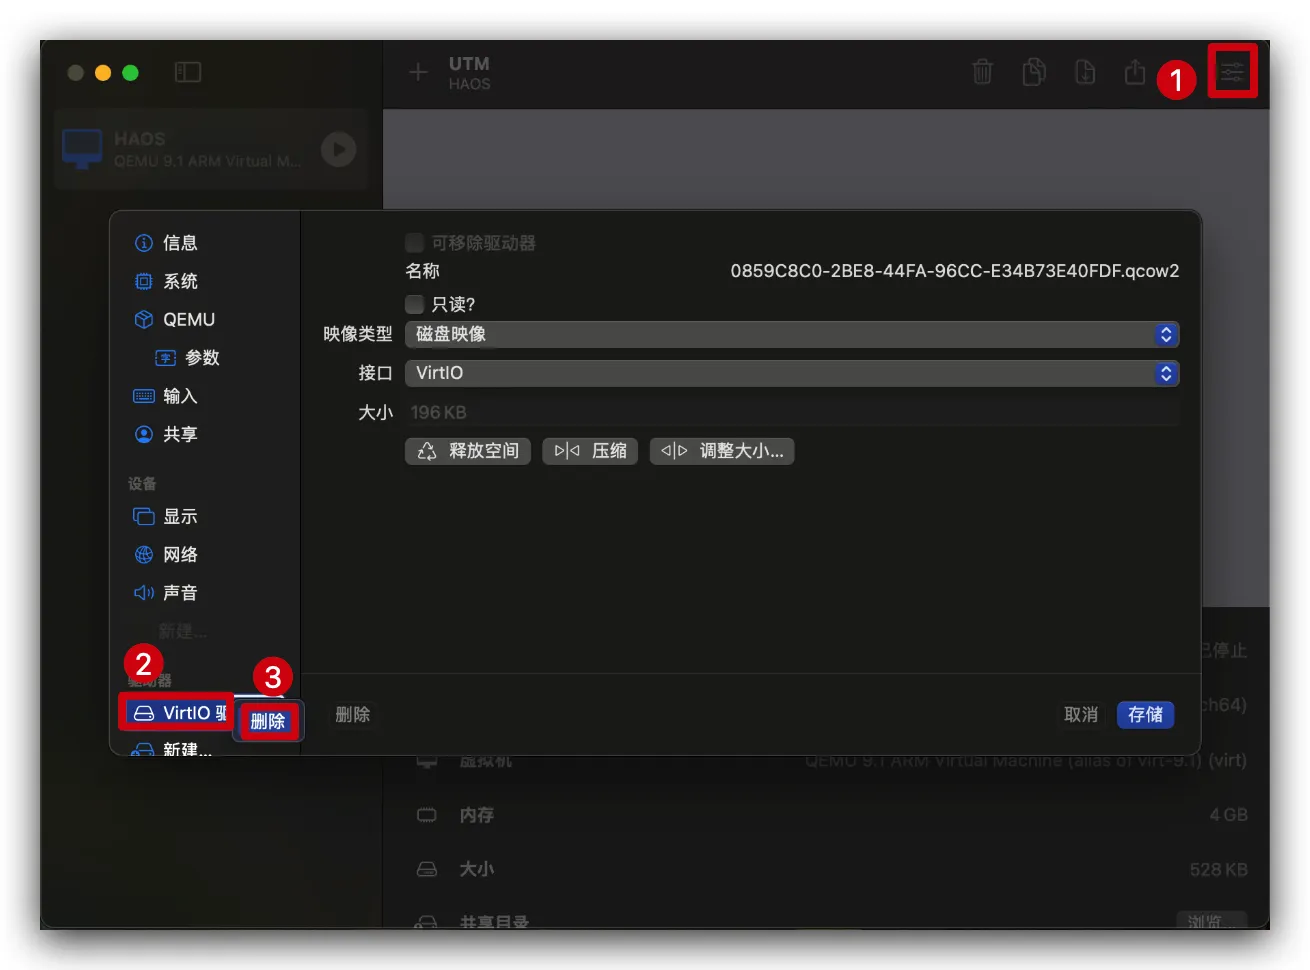 UTM
HAOS
1
HAOS
QEMU 9.1 ARM Virtual M...
信息
系统
QEMU
参数
输入
共享
设备
显示
网络
声音
新建...
2
驱动器
VirtIO 驱
3
删除
新建...
可移除驱动器
名称
0859C8C0-2BE8-44FA-96CC-E34B73E40FDF.qcow2
只读?
映像类型
磁盘映像
接口
VirtIO
大小
196 KB
释放空间
压缩
调整大小...
删除
取消
存储
已停止
ch64)
虚拟机
QEMU 9.1 ARM Virtual Machine (alias of virt-9.1) (virt)
内存
4 GB
大小
528 KB
共享目录
浏览...